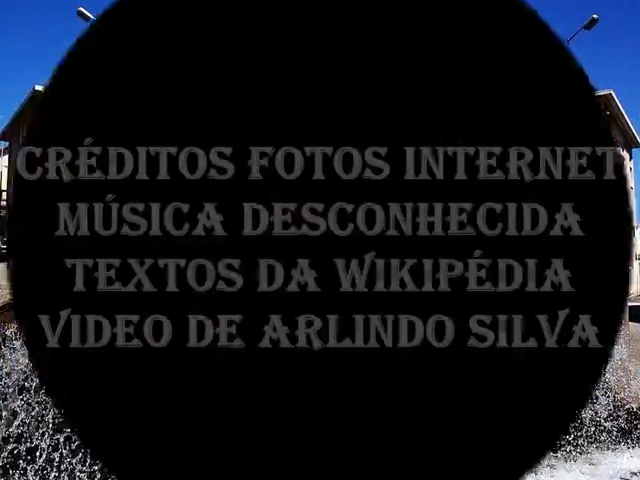 CRÉDITOS FOTOS INTERNET
MÚSICA DESCONHECIDA
TEXTOS DA WIKIPÉDIA
VIDEO DE ARLINDO SILVA